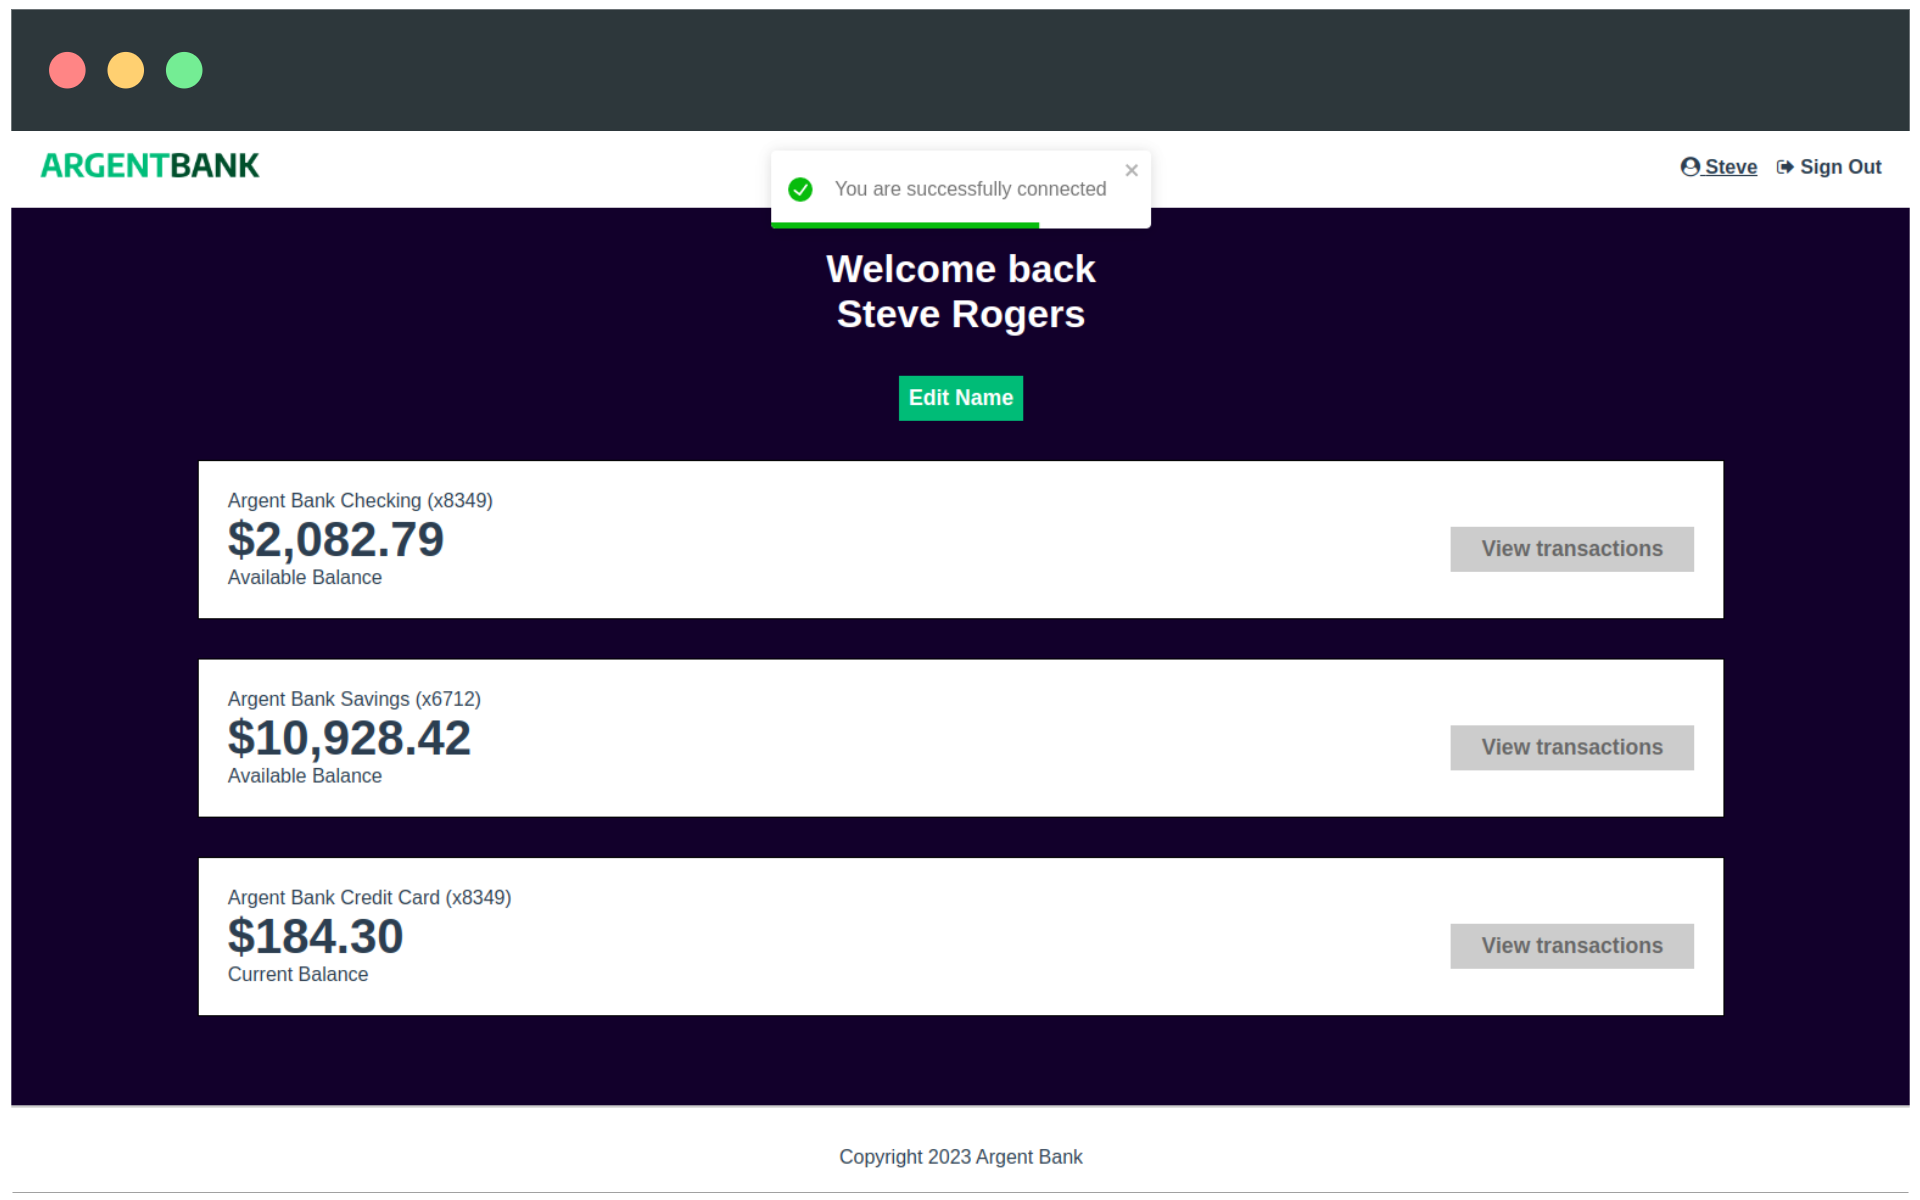 ARGENTBANK
You are successfully connected
Steve Sign Out
Welcome back
Steve Rogers
Edit Name
Argent Bank Checking (x8349)
$2,082.79
Available Balance
View transactions
Argent Bank Savings (x6712)
$10,928.42
Available Balance
View transactions
Argent Bank Credit Card (x8349)
$184.30
Current Balance
View transactions
Copyright 2023 Argent Bank